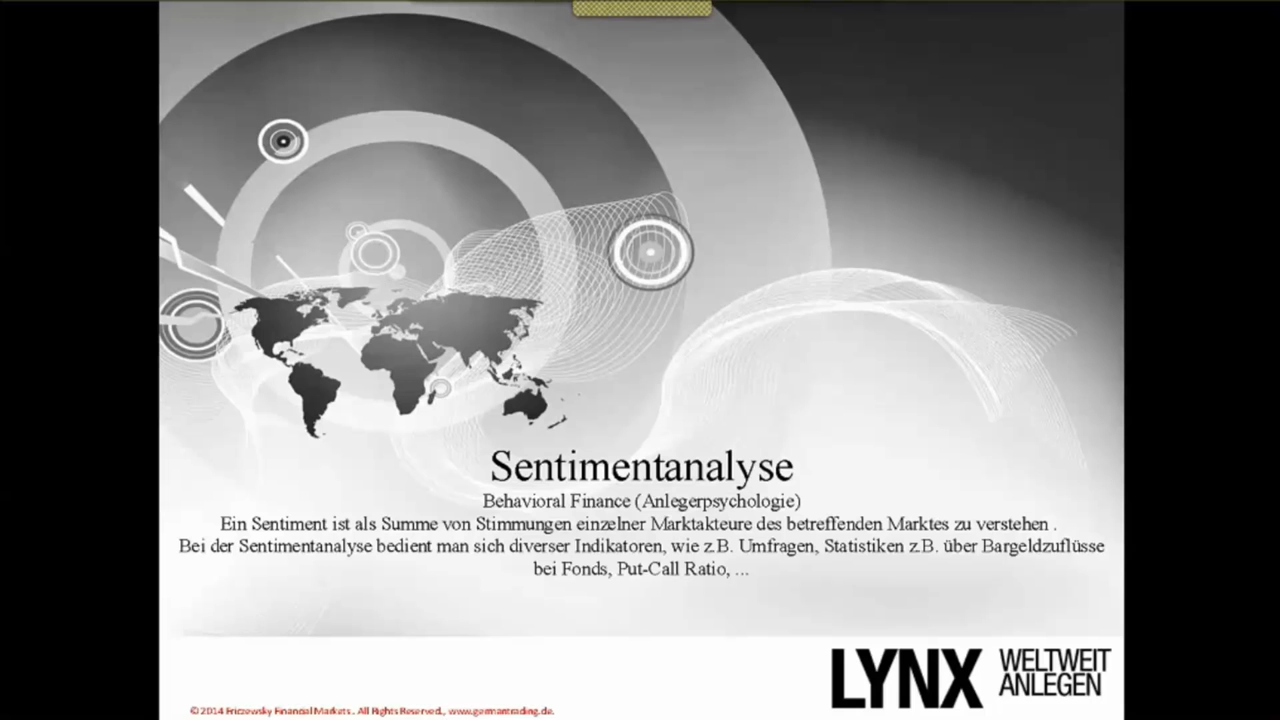 Sentimentanalyse
Behavioral Finance (Anlegerpsychologie)
Ein Sentiment ist als Summe von Stimmungen einzelner Marktakteure des betreffenden Marktes zu verstehen .
Bei der Sentimentanalyse bedient man sich diverser Indikatoren, wie z.B. Umfragen, Statistiken z.B. über Bargeldzuflüsse
bei Fonds, Put-Call Ratio, ...
LYNX WELTWEIT
ANLEGEN
© 2014 Friczewsky Financial Markets . All Rights Reserved., www.germantrading.de.